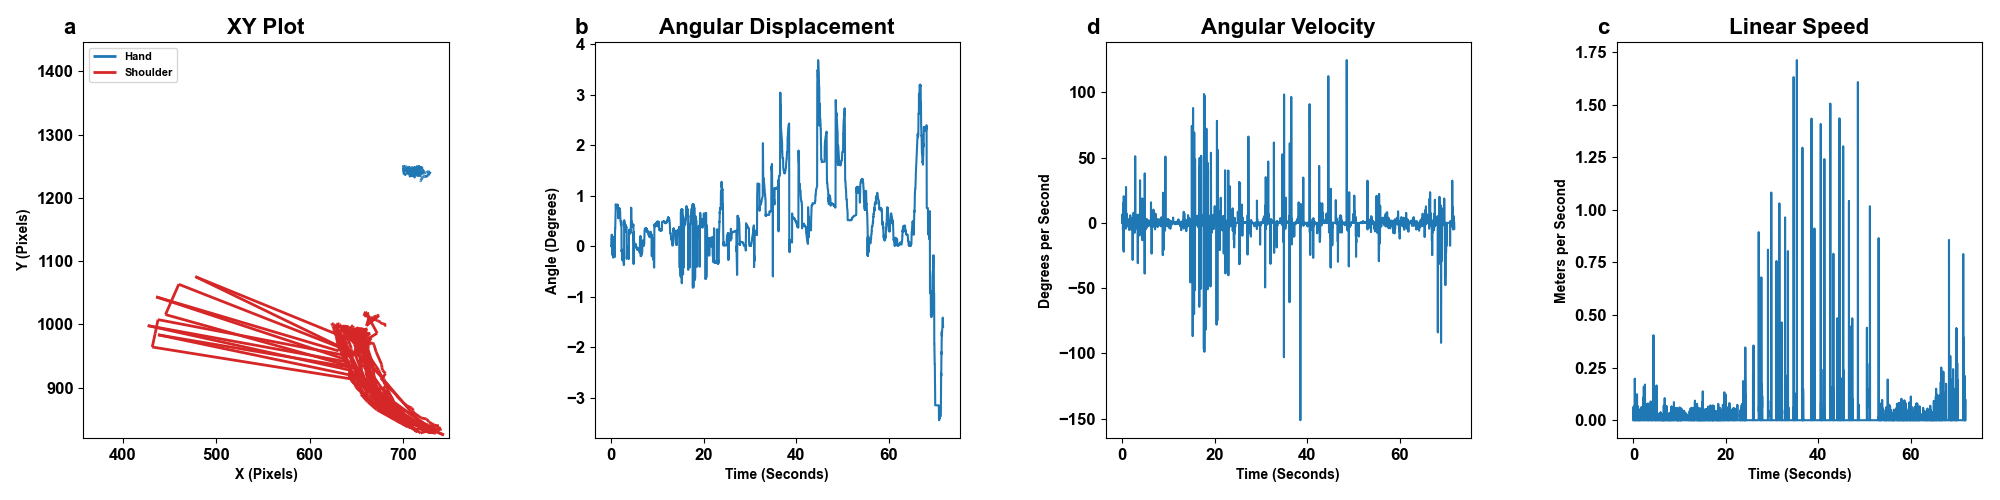 a XY Plot
Hand
Shoulder
1400
1300
1200
1100
1000
900
Y (Pixels)
400 500 600 700
X (Pixels)
b Angular Displacement
4
3
2
1
0
−1
−2
−3
Angle (Degrees)
0 20 40 60
Time (Seconds)
d Angular Velocity
100
50
0
−50
−100
−150
Degrees per Second
0 20 40 60
Time (Seconds)
c Linear Speed
1.75
1.50
1.25
1.00
0.75
0.50
0.25
0.00
Meters per Second
0 20 40 60
Time (Seconds)